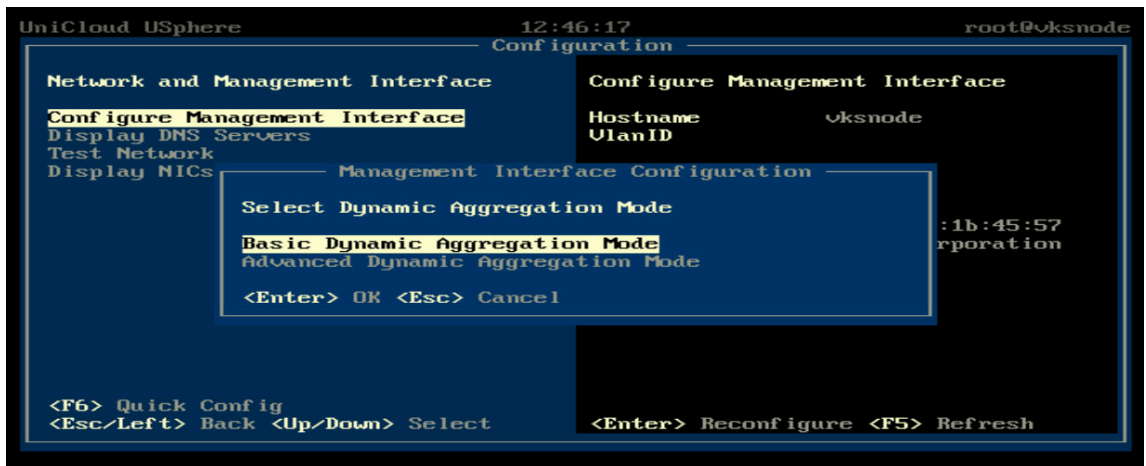 UniCloud USphere 12:46:17 root@vksnode
Configuration
Network and Management Interface
Configure Management Interface
Display DNS Servers
Test Network
Display NICs
Configure Management Interface
Hostname vksnode
VlanID
:1b:45:57
rporation
Management Interface Configuration
Select Dynamic Aggregation Mode
Basic Dynamic Aggregation Mode
Advanced Dynamic Aggregation Mode
<Enter> OK <Esc> Cancel
<F6> Quick Config
<Esc/Left> Back <Up/Down> Select
<Enter> Reconfigure <F5> Refresh